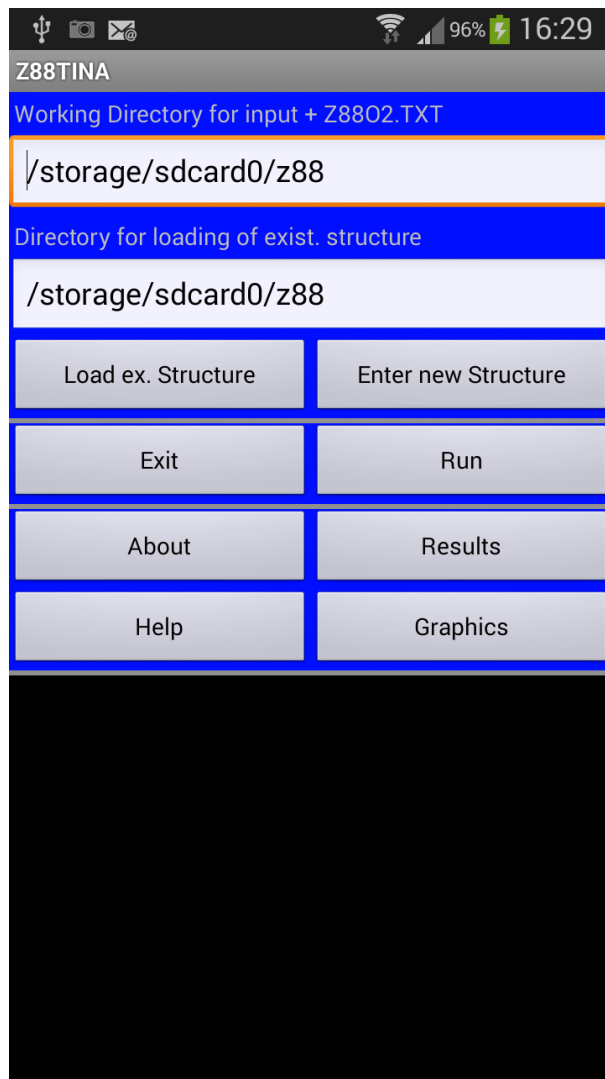 96% 16:29
Z88TINA
Working Directory for input + Z88O2.TXT
/storage/sdcard0/z88
Directory for loading of exist. structure
/storage/sdcard0/z88
Load ex. Structure Enter new Structure
Exit Run
About Results
Help Graphics